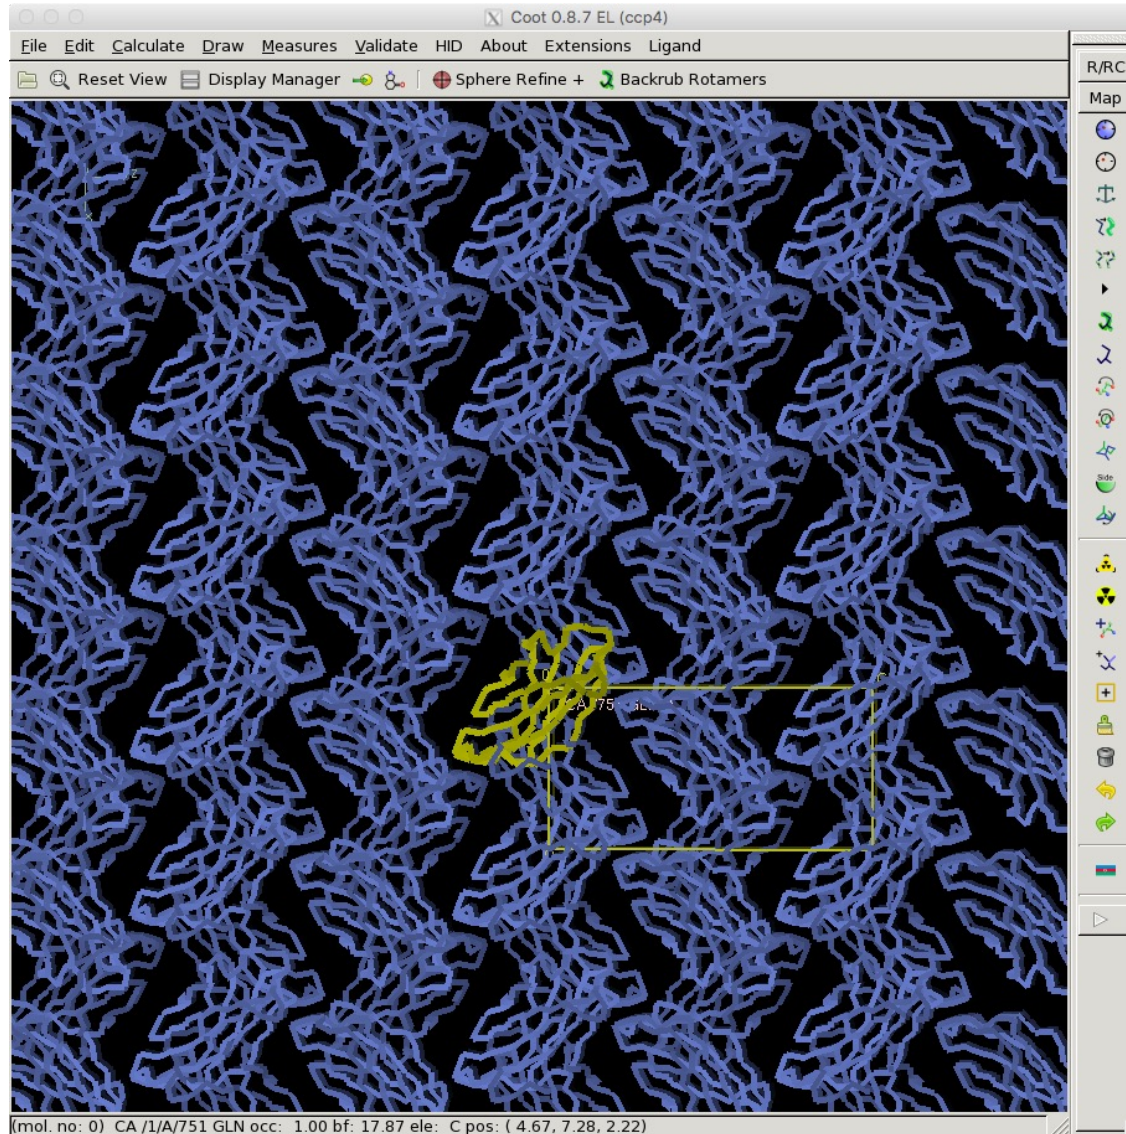 Coot 0.8.7 EL (ccp4)
File Edit Calculate Draw Measures Validate HID About Extensions Ligand
R/RC
Reset View Display Manager Sphere Refine + Backrub Rotamers
Map
z
x
Side
(mol. no: 0) CA /1/A/751 GLN occ: 1.00 bf: 17.87 ele: C pos: ( 4.67, 7.28, 2.22)